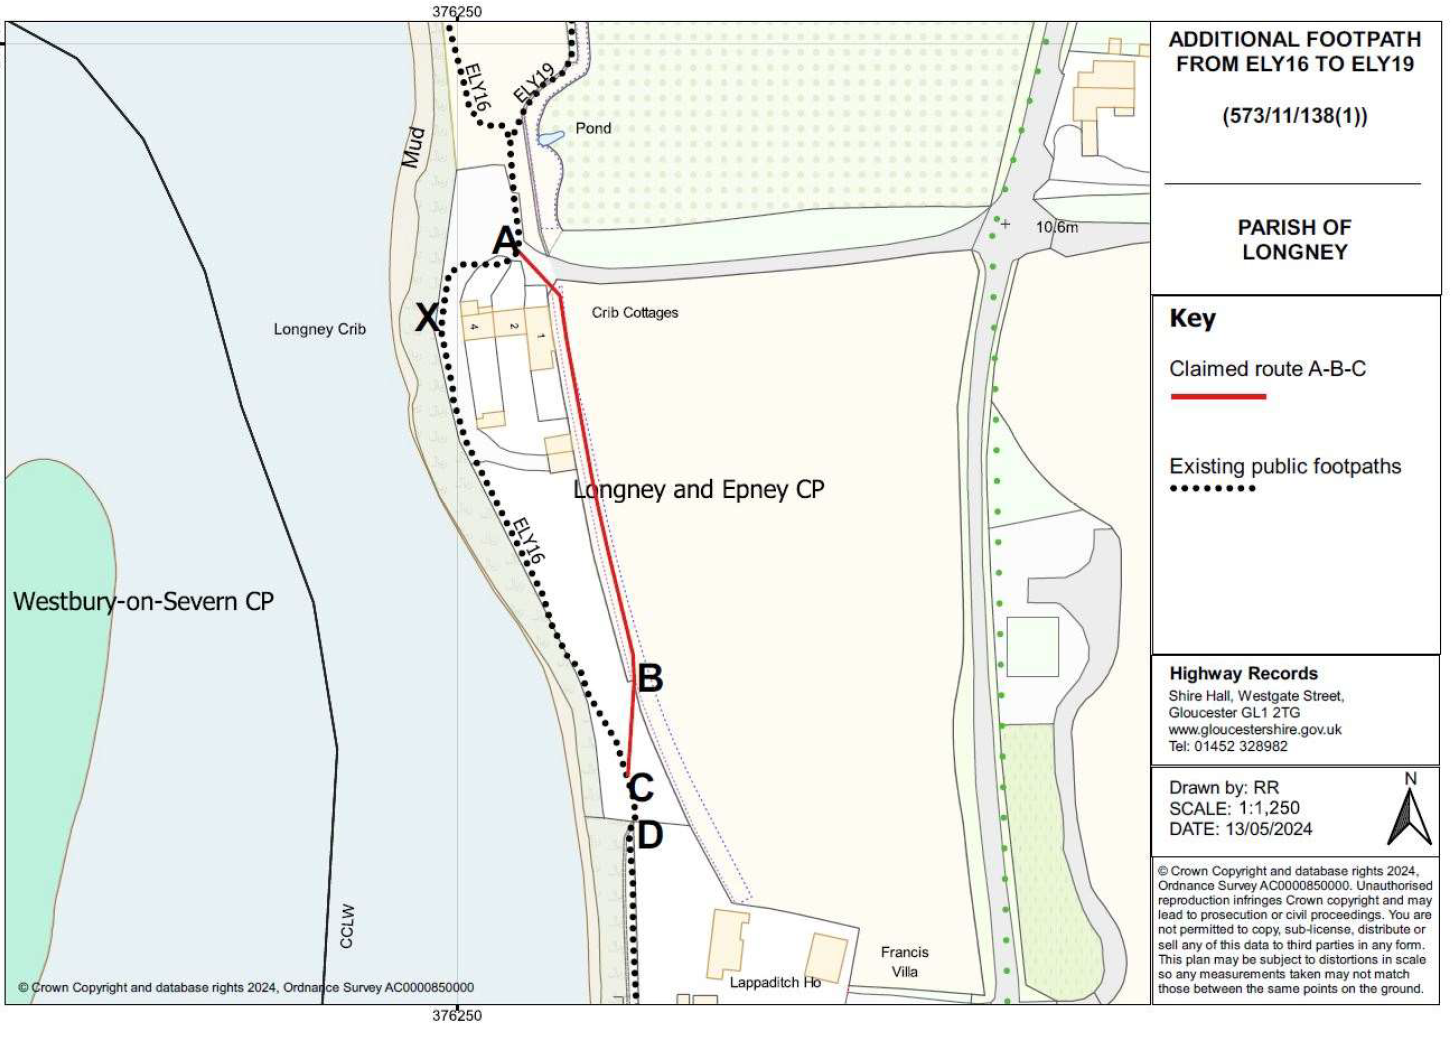 376250
ELY16
ELY19
Mud
Pond
A
10.6m
X
Longney Crib
4
2
1
Crib Cottages
Longney and Epney CP
ELY16
Westbury-on-Severn CP
B
C
D
CCLW
Francis
Villa
Lappaditch Ho
© Crown Copyright and database rights 2024, Ordnance Survey AC0000850000
376250
ADDITIONAL FOOTPATH
FROM ELY16 TO ELY19
(573/11/138(1))
PARISH OF
LONGNEY
Key
Claimed route A-B-C
Existing public footpaths
Highway Records
Shire Hall, Westgate Street,
Gloucester GL1 2TG
www.gloucestershire.gov.uk
Tel: 01452 328982
Drawn by: RR
SCALE: 1:1,250
DATE: 13/05/2024
N
© Crown Copyright and database rights 2024,
Ordnance Survey AC0000850000. Unauthorised
reproduction infringes Crown copyright and may
lead to prosecution or civil proceedings. You are
not permitted to copy, sub-license, distribute or
sell any of this data to third parties in any form.
This plan may be subject to distortions in scale
so any measurements taken may not match
those between the same points on the ground.